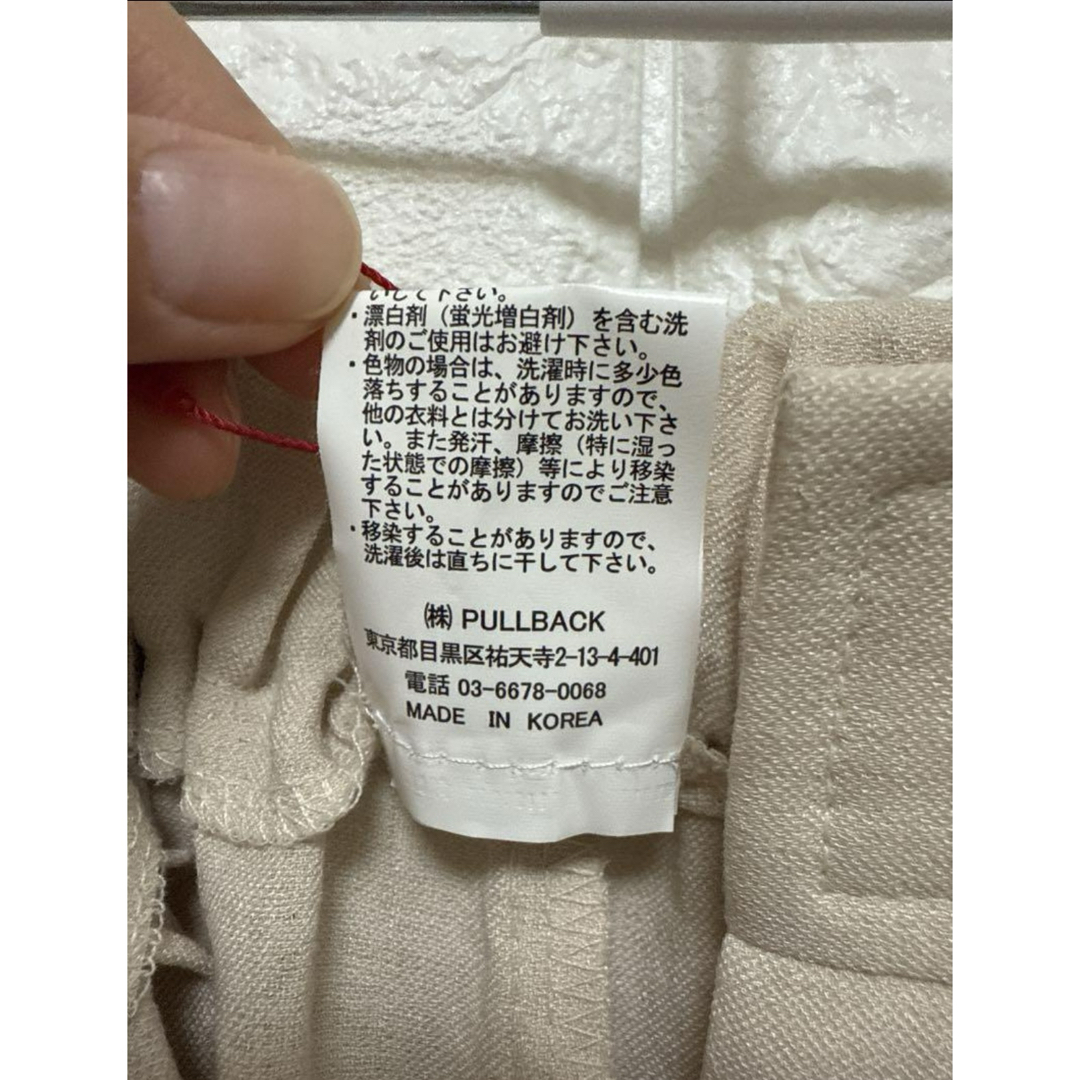 いして下さい。
・漂白剤（蛍光増白剤）を含む洗
剤のご使用はお避け下さい。
・色物の場合は、洗濯時に多少色
落ちすることがありますので、
他の衣料とは分けてお洗い下さ
い。また発汗、摩擦（特に湿っ
た状態での摩擦）等により移染
することがありますのでご注意
下さい。
・移染することがありますので、
洗濯後は直ちに干して下さい。
㈱ PULLBACK
東京都目黒区祐天寺2-13-4-401
電話 03-6678-0068
MADE IN KOREA